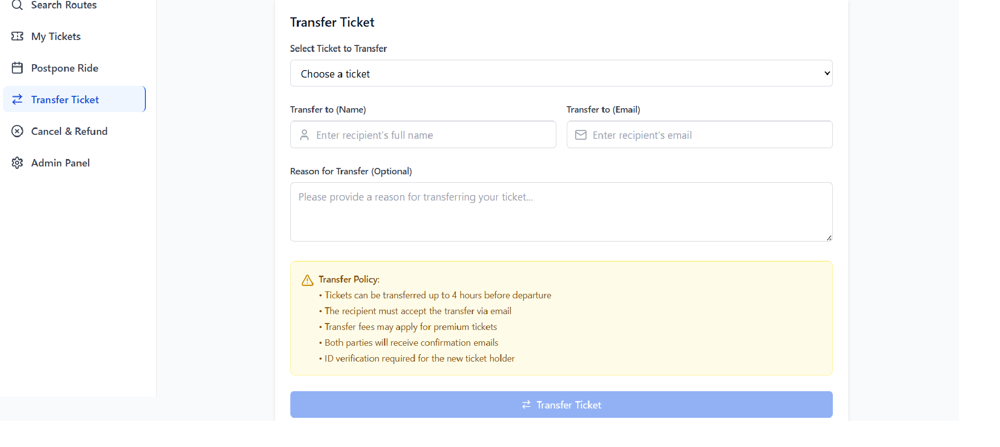 Search Routes
My Tickets
Postpone Ride
Transfer Ticket
Cancel & Refund
Admin Panel
Transfer Ticket
Select Ticket to Transfer
Choose a ticket
Transfer to (Name)
Transfer to (Email)
Enter recipient's full name
Enter recipient's email
Reason for Transfer (Optional)
Please provide a reason for transferring your ticket...
Transfer Policy:
• Tickets can be transferred up to 4 hours before departure
• The recipient must accept the transfer via email
• Transfer fees may apply for premium tickets
• Both parties will receive confirmation emails
• ID verification required for the new ticket holder
Transfer Ticket